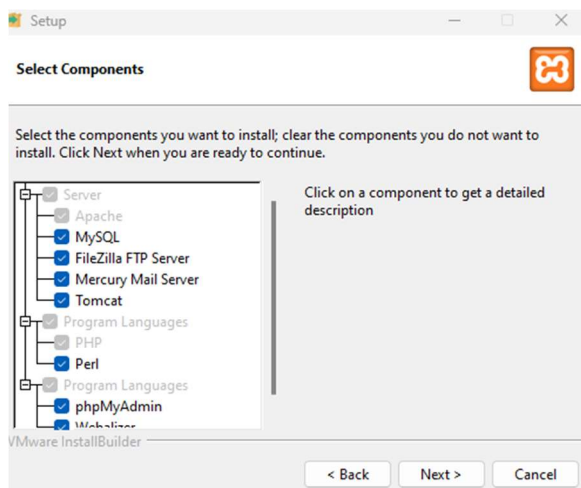 Setup
Select Components
Select the components you want to install; clear the components you do not want to
install. Click Next when you are ready to continue.
Server
Apache
MySQL
FileZilla FTP Server
Mercury Mail Server
Tomcat
Program Languages
PHP
Perl
Program Languages
phpMyAdmin
Webalizer
Click on a component to get a detailed
description
VMware InstallBuilder
< Back
Next >
Cancel